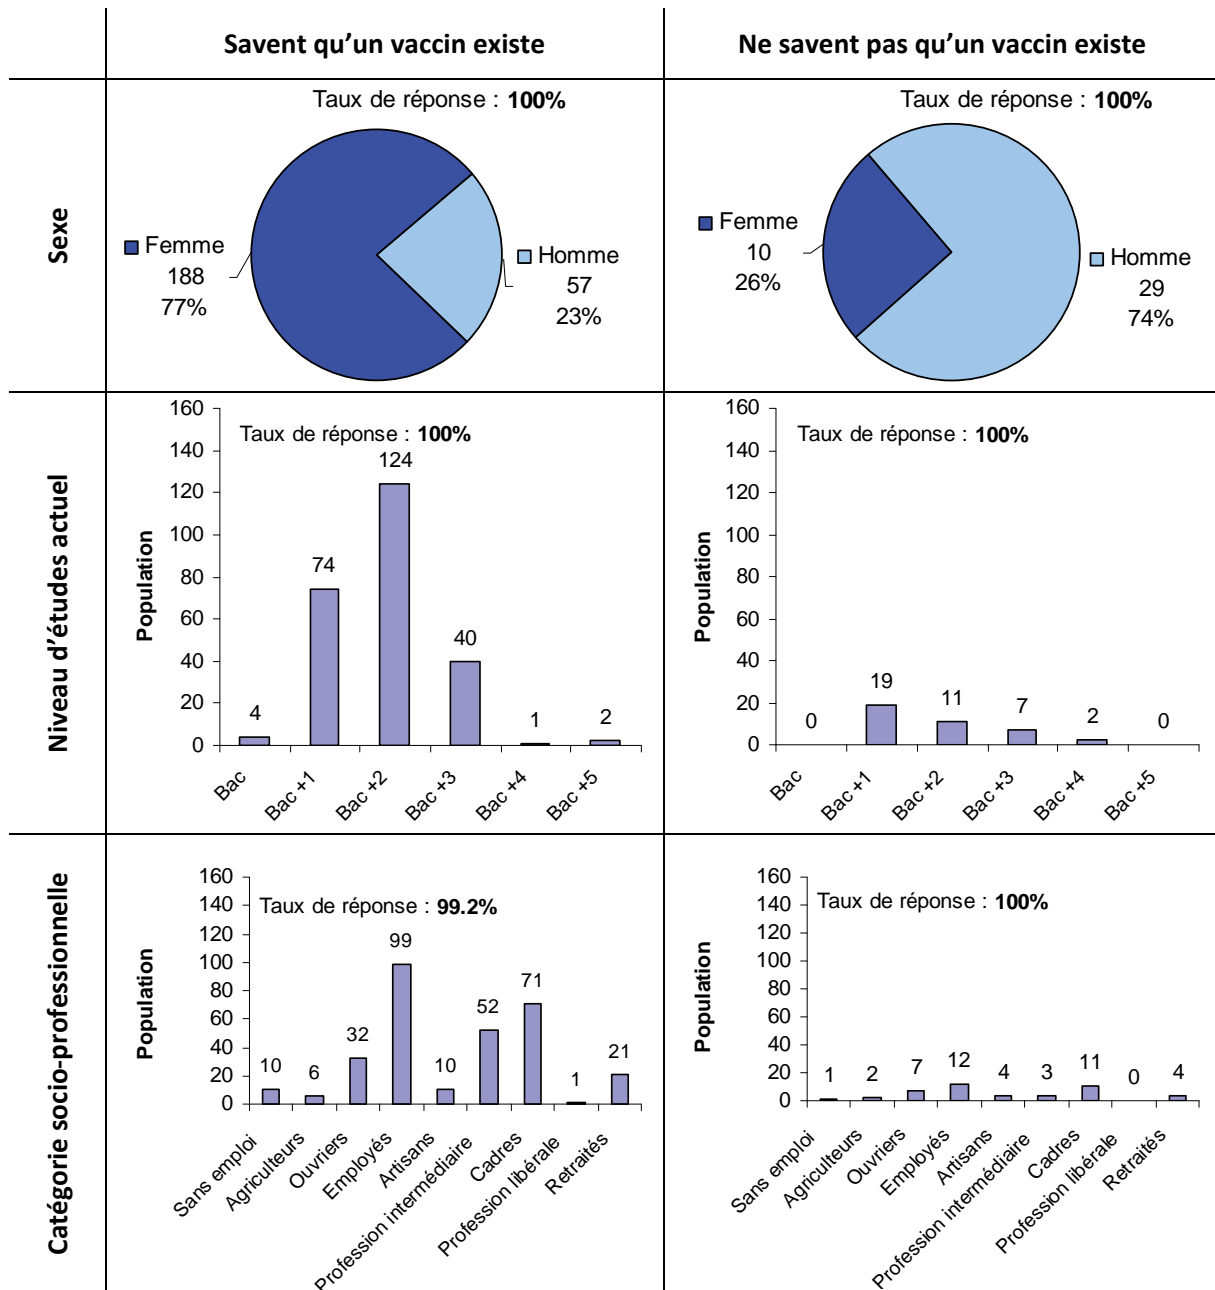 Savent qu'un vaccin existe
Ne savent pas qu'un vaccin existe
Sexe
Taux de réponse : 100%
Femme
188
77%
Homme
57
23%
Taux de réponse : 100%
Femme
10
26%
Homme
29
74%
Niveau d'études actuel
Population
160
140
120
100
80
60
40
20
0
Taux de réponse : 100%
4
74
124
40
1
2
Bac
Bac +1
Bac +2
Bac +3
Bac +4
Bac +5
Population
160
140
120
100
80
60
40
20
0
Taux de réponse : 100%
0
19
11
7
2
0
Bac
Bac +1
Bac +2
Bac +3
Bac +4
Bac +5
Catégorie socio-professionnelle
Population
160
140
120
100
80
60
40
20
0
Taux de réponse : 99.2%
10
6
32
99
10
52
71
1
21
Sans emploi
Agriculteurs
Ouvriers
Employés
Artisans
Profession intermédiaire
Cadres
Profession libérale
Retraités
Population
160
140
120
100
80
60
40
20
0
Taux de réponse : 100%
1
2
7
12
4
3
11
0
4
Sans emploi
Agriculteurs
Ouvriers
Employés
Artisans
Profession intermédiaire
Cadres
Profession libérale
Retraités